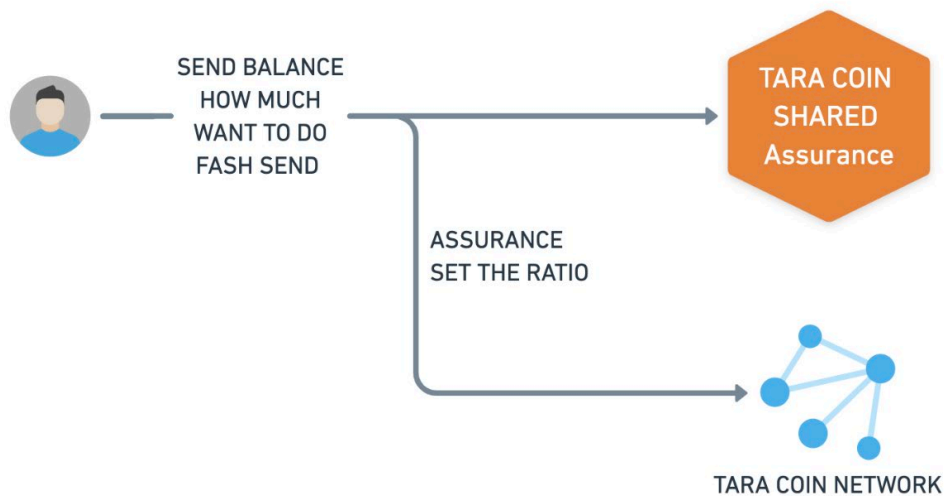 SEND BALANCE
HOW MUCH
WANT TO DO
FASH SEND
TARA COIN
SHARED
Assurance
ASSURANCE
SET THE RATIO
TARA COIN NETWORK